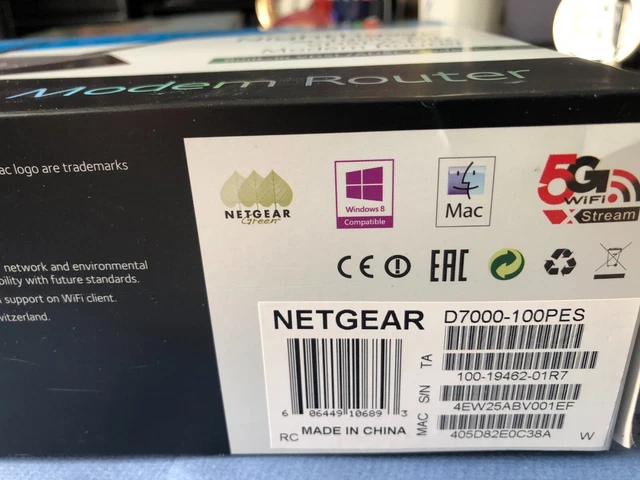 Modem Router
ac logo are trademarks
network and environmental
bility with future standards.
support on WiFi client.
witzerland.
NETGEAR
Green
Windows 8
Compatible
Mac
5G
WiFi
XStream
CE
EAC
NETGEAR
D7000-100PES
TA
100-19462-01R7
S/N
4EW25ABV001EF
MAC
405D82E0C38A
6 06449 10689 3
RC MADE IN CHINA
W